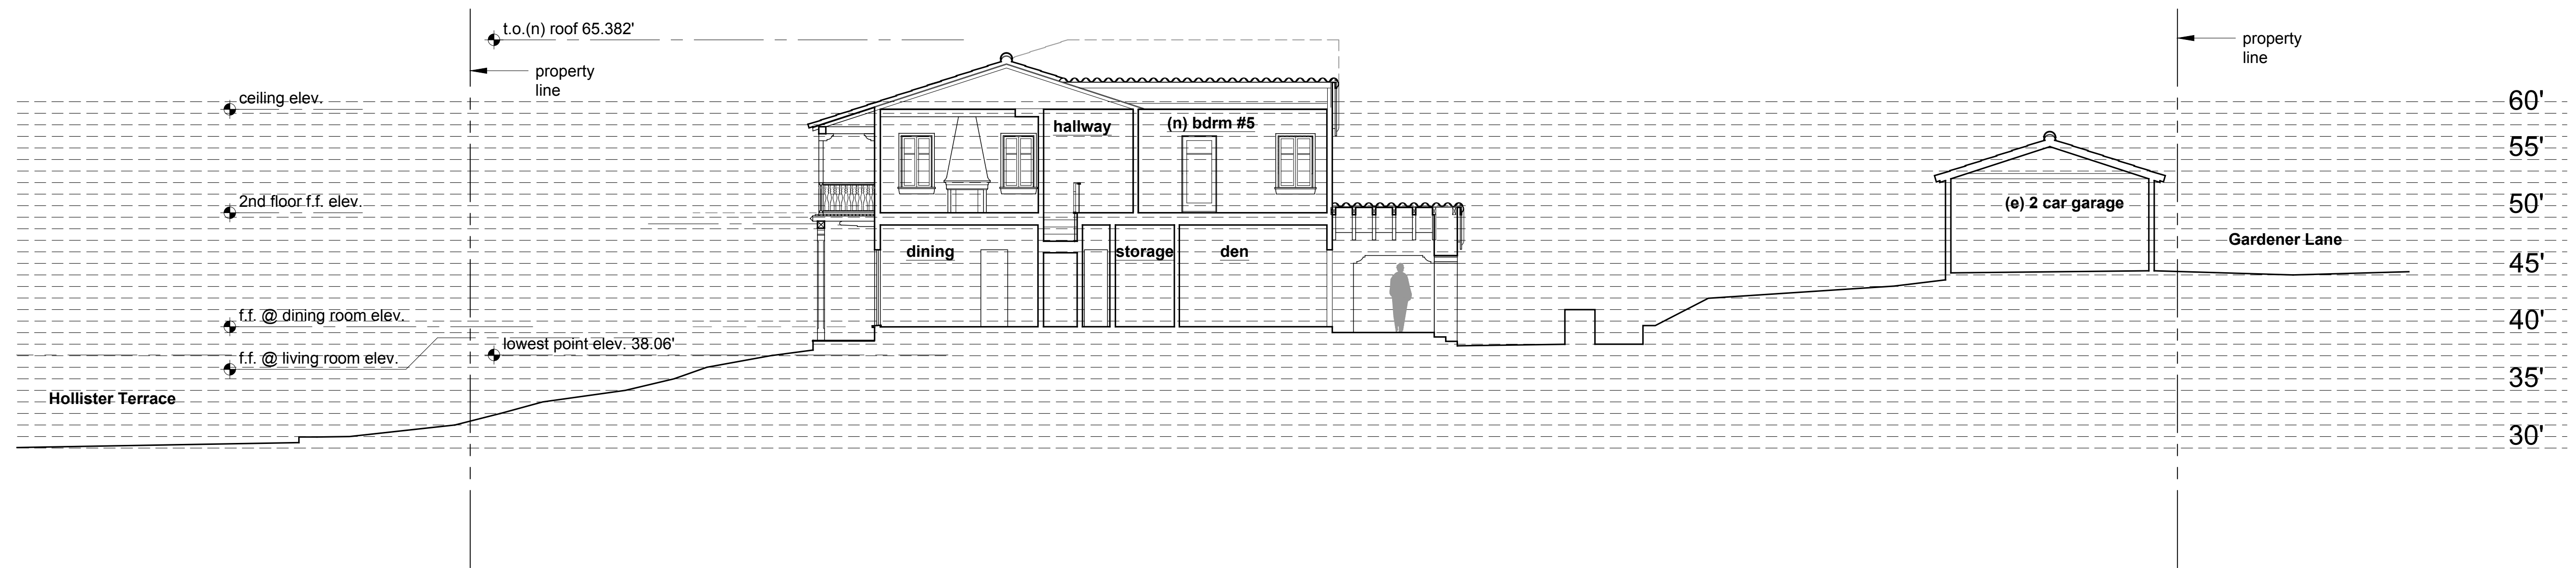 t.o.(n) roof 65.382'
property
line
property
line
ceiling elev.
60'
hallway
(n) bdrm #5
55'
2nd floor f.f. elev.
(e) 2 car garage
50'
Gardener Lane
dining
storage
den
45'
f.f. @ dining room elev.
40'
lowest point elev. 38.06'
f.f. @ living room elev.
35'
Hollister Terrace
30'